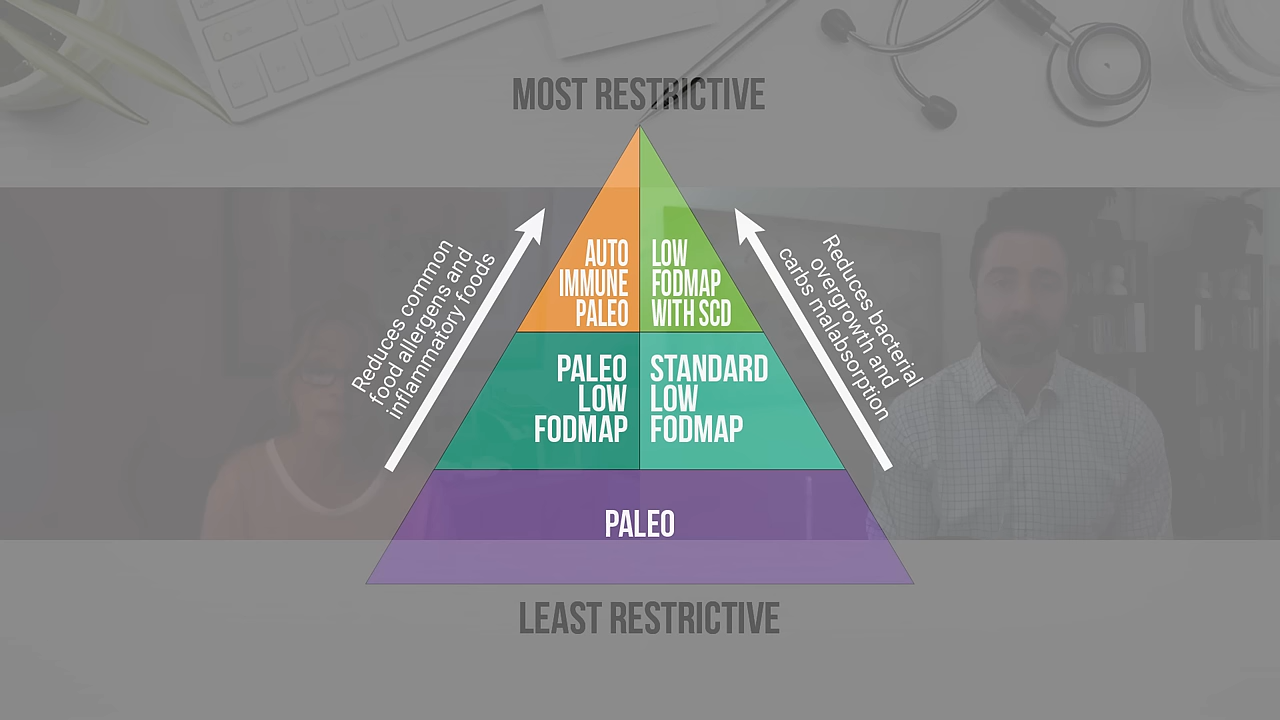 MOST RESTRICTIVE
Reduces common
food allergens and
inflammatory foods
AUTO
IMMUNE
PALEO
LOW
FODMAP
WITH SCD
Reduces bacterial
overgrowth and
carbs malabsorption
PALEO
LOW
FODMAP
STANDARD
LOW
FODMAP
PALEO
LEAST RESTRICTIVE